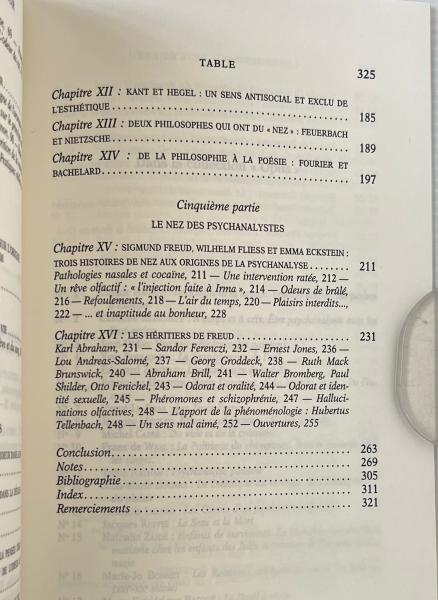 TABLE
325
Chapitre XII : KANT ET HEGEL : UN SENS ANTISOCIAL ET EXCLU DE
L'ESTHÉTIQUE 185
Chapitre XIII : DEUX PHILOSOPHES QUI ONT DU « NEZ » : FEUERBACH
ET NIETZSCHE 189
Chapitre XIV : DE LA PHILOSOPHIE À LA POÉSIE : FOURIER ET
BACHELARD 197
Cinquième partie
LE NEZ DES PSYCHANALYSTES
Chapitre XV : SIGMUND FREUD, WILHELM FLIESS ET EMMA ECKSTEIN :
TROIS HISTOIRES DE NEZ AUX ORIGINES DE LA PSYCHANALYSE 211
Pathologies nasales et cocaïne, 211 — Une intervention ratée, 212 —
Un rêve olfactif : « l'injection faite à Irma », 214 — Odeurs de brûlé,
216 — Refoulements, 218 — L'air du temps, 220 — Plaisirs interdits...,
222 — ... et inaptitude au bonheur, 228
Chapitre XVI : LES HÉRITIERS DE FREUD 231
Karl Abraham, 231 — Sandor Ferenczi, 232 — Ernest Jones, 236 —
Lou Andreas-Salomé, 237 — Georg Groddeck, 238 — Ruth Mack
Brunswick, 240 — Abraham Brill, 241 — Walter Bromberg, Paul
Shilder, Otto Fenichel, 243 — Odorat et oralité, 244 — Odorat et iden-
tité sexuelle, 245 — Phéromones et schizophrénie, 247 — Halluci-
nations olfactives, 248 — L'apport de la phénoménologie : Hubertus
Tellenbach, 248 — Un sens mal aimé, 252 — Ouvertures, 255
Conclusion 263
Notes 269
Bibliographie 305
Index 311
Remerciements 321